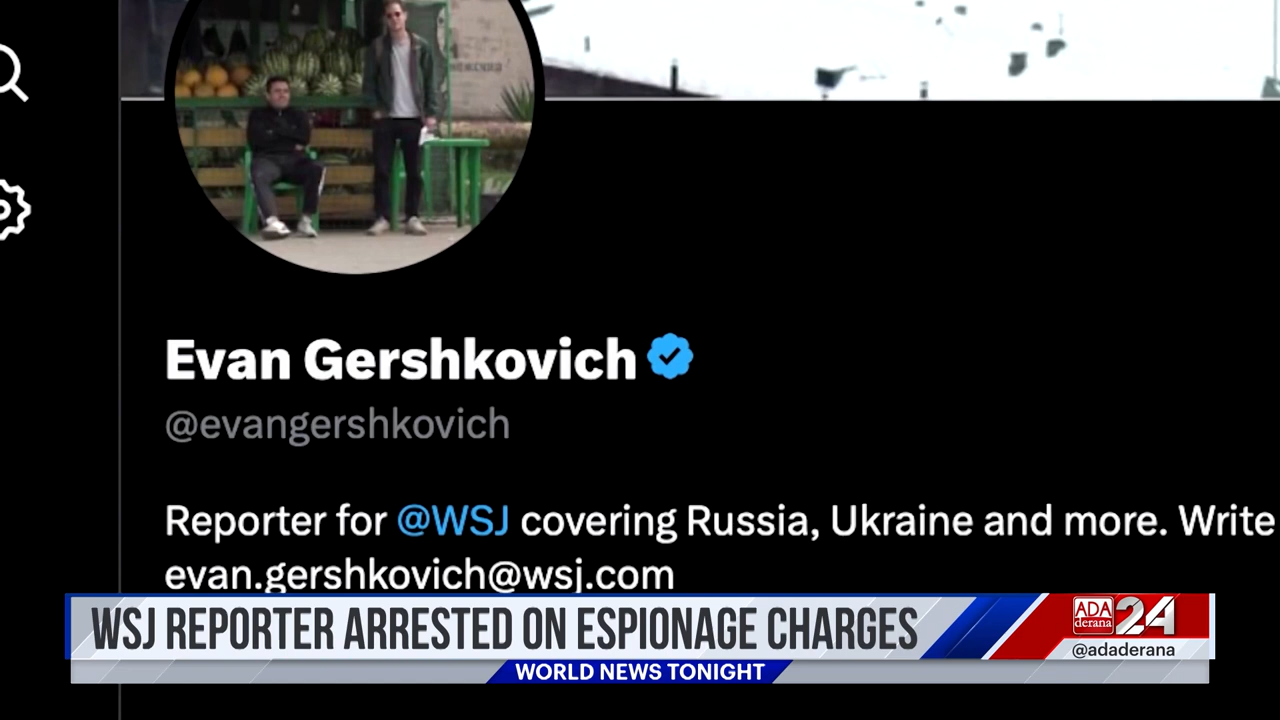 Evan Gershkovich
@evangershkovich
Reporter for @WSJ covering Russia, Ukraine and more. Write
evan.gershkovich@wsj.com
WSJ REPORTER ARRESTED ON ESPIONAGE CHARGES
ADA
derana
24
@adaderana
WORLD NEWS TONIGHT